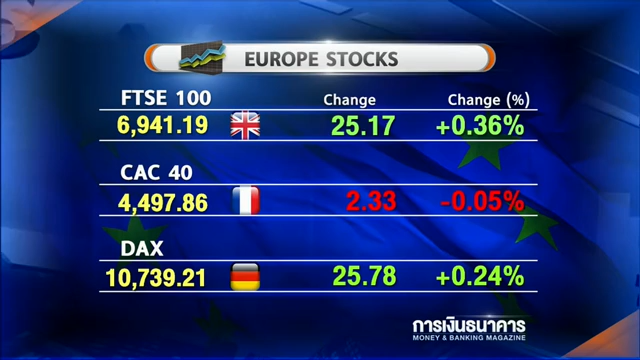 EUROPE STOCKS
FTSE 100 Change Change (%)
6,941.19 25.17 +0.36%
CAC 40
4,497.86 2.33 -0.05%
DAX
10,739.21 25.78 +0.24%
การเงินธนาคาร
MONEY & BANKING MAGAZINE